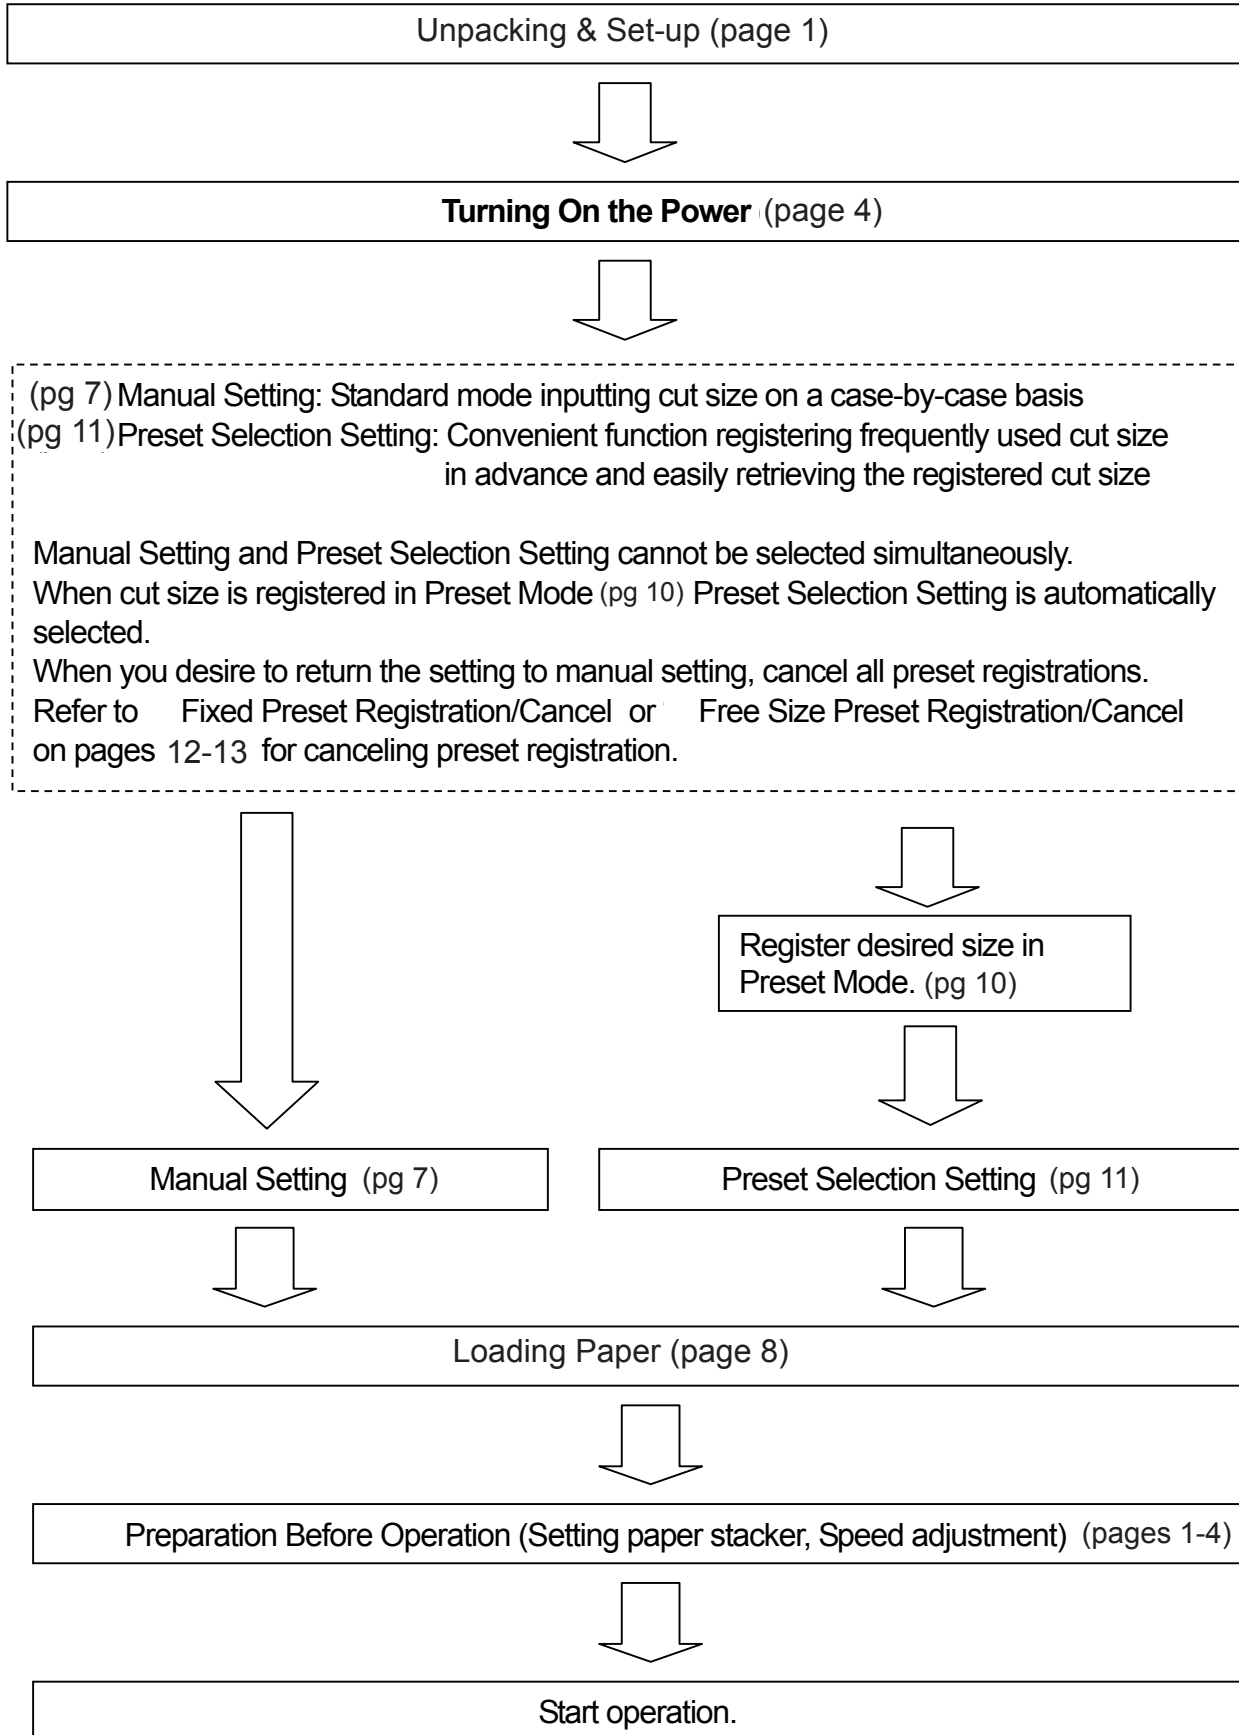 Unpacking & Set-up (page 1)
Turning On the Power (page 4)
(pg 7) Manual Setting: Standard mode inputting cut size on a case-by-case basis
(pg 11) Preset Selection Setting: Convenient function registering frequently used cut size
in advance and easily retrieving the registered cut size
Manual Setting and Preset Selection Setting cannot be selected simultaneously.
When cut size is registered in Preset Mode (pg 10) Preset Selection Setting is automatically
selected.
When you desire to return the setting to manual setting, cancel all preset registrations.
Refer to Fixed Preset Registration/Cancel or Free Size Preset Registration/Cancel
on pages 12-13 for canceling preset registration.
Register desired size in
Preset Mode. (pg 10)
Manual Setting (pg 7)
Preset Selection Setting (pg 11)
Loading Paper (page 8)
Preparation Before Operation (Setting paper stacker, Speed adjustment) (pages 1-4)
Start operation.